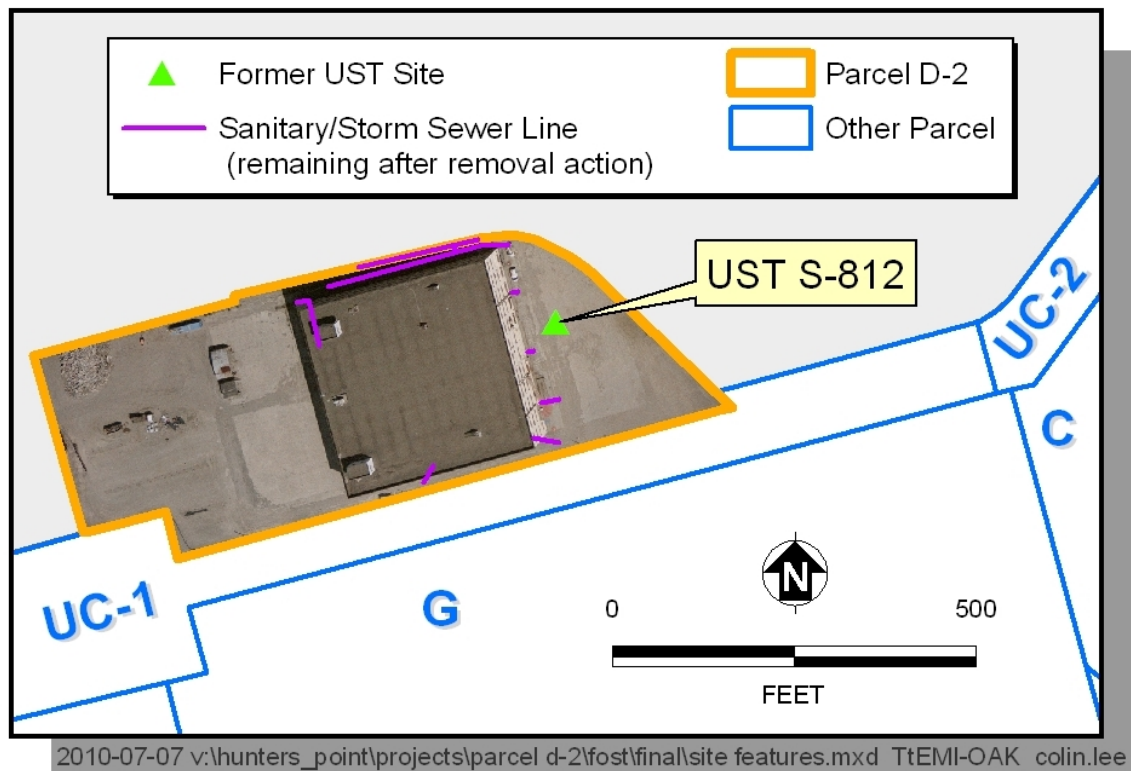 Former UST Site
Parcel D-2
Sanitary/Storm Sewer Line
(remaining after removal action)
Other Parcel
UST S-812
UC-2
C
UC-1
G
N
0
500
FEET
2010-07-07 v:\hunters_point\projects\parcel d-2\fost\final\site features.mxd TtEMI-OAK colin.lee